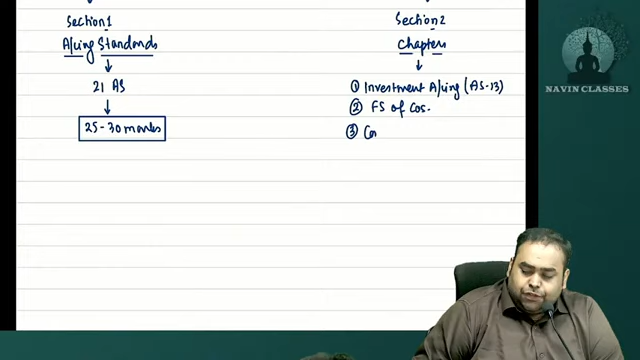 Section 1
A/cing Standards
21 AS
25-30 marks
Section 2
Chapters
① Investment A/cing (AS-13)
② FS of Cos.
③ Co
NAVIN CLASSES